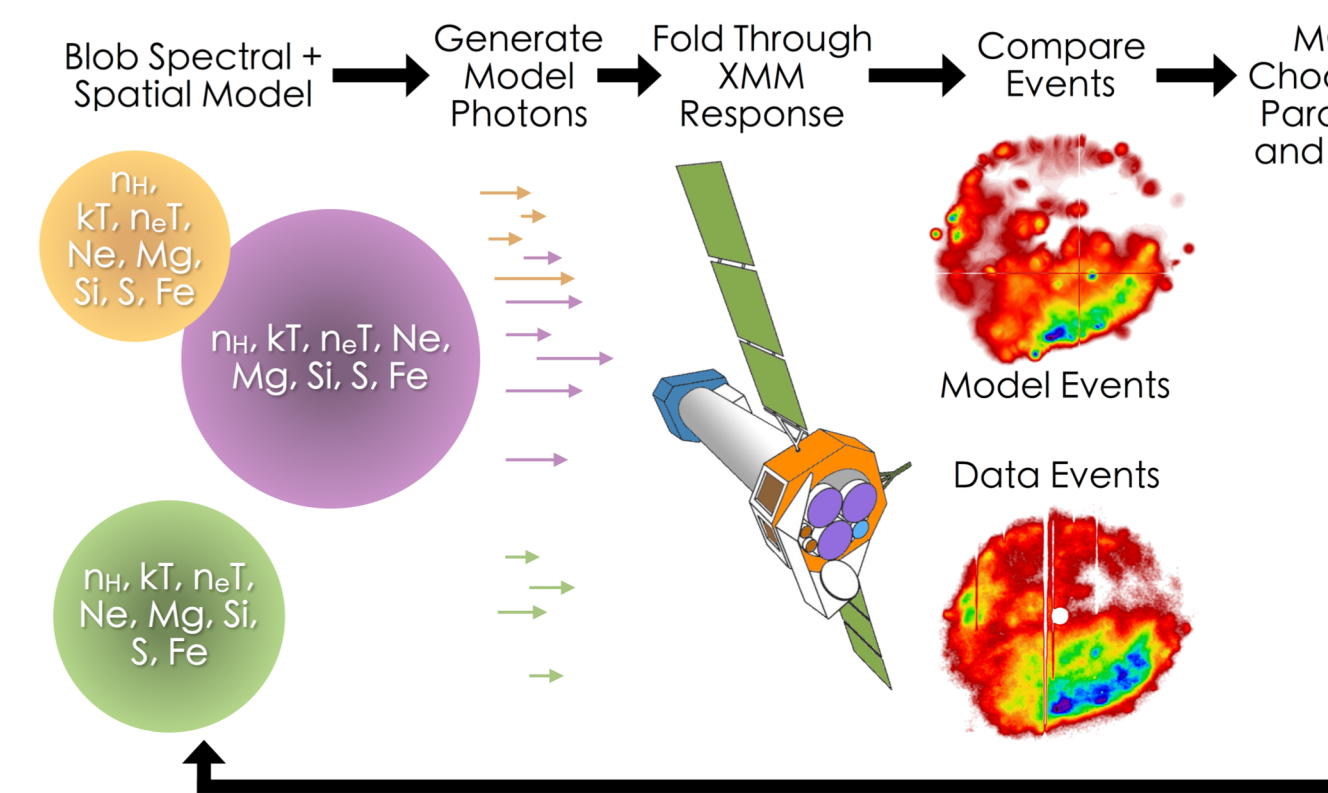 Blob Spectral +
Spatial Model
Generate
Model
Photons
Fold Through
XMM
Response
Compare
Events
and
nH,
kT, neT,
Ne, Mg,
Si, S, Fe
nH, kT, neT, Ne,
Mg, Si, S, Fe
nH, kT, neT,
Ne, Mg, Si,
S, Fe
Model Events
Data Events